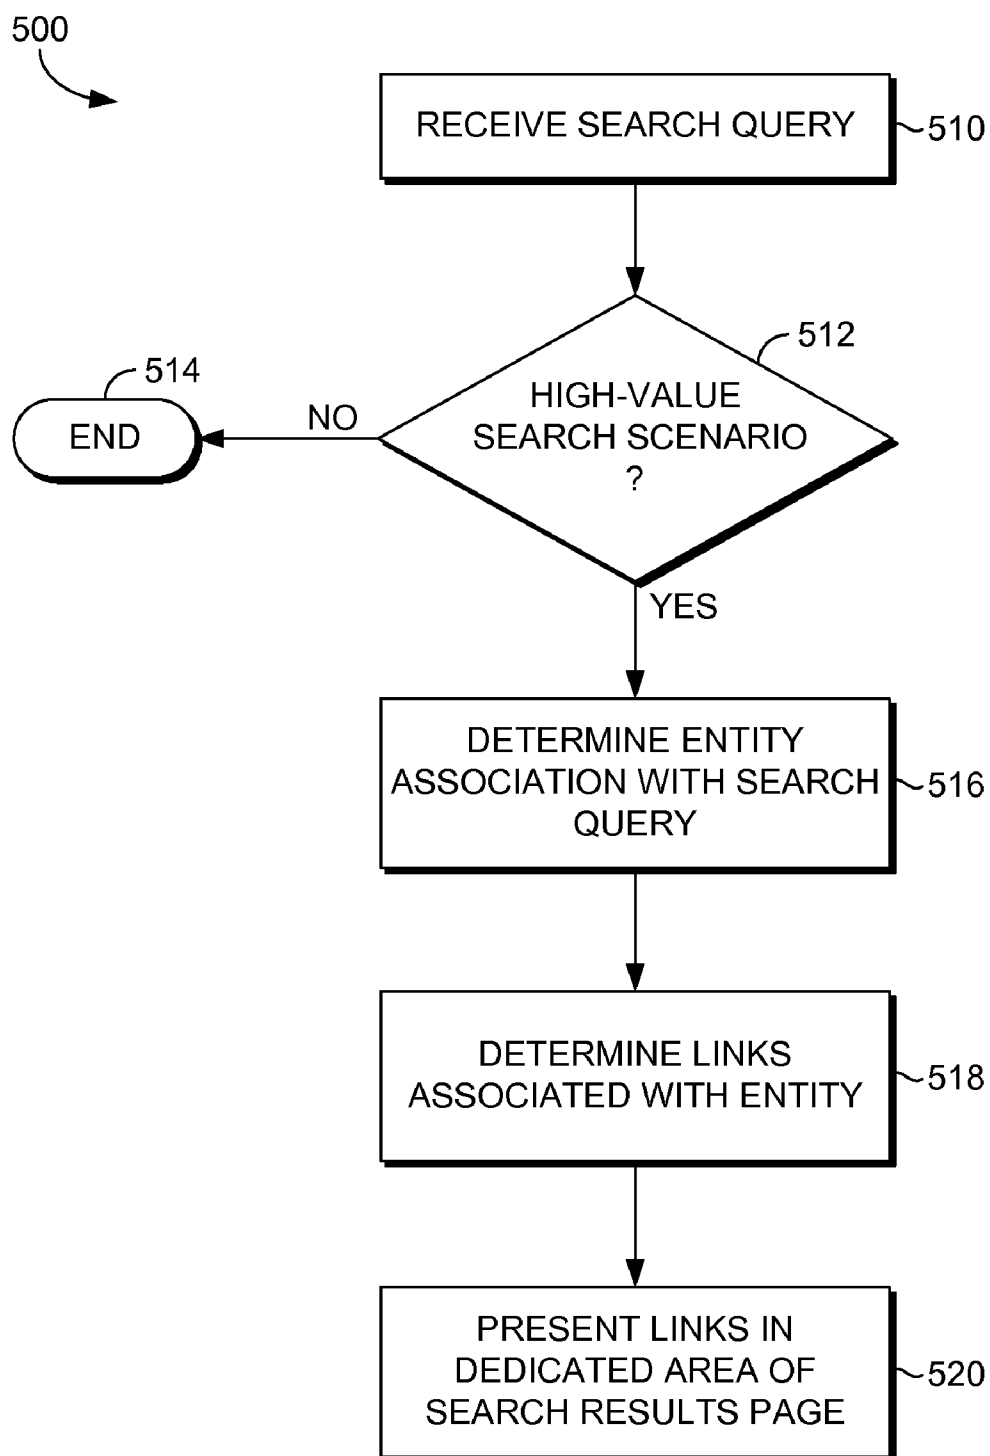 500
RECEIVE SEARCH QUERY
510
512
HIGH-VALUE
SEARCH SCENARIO
?
514
END
NO
YES
DETERMINE ENTITY
ASSOCIATION WITH SEARCH
QUERY
516
DETERMINE LINKS
ASSOCIATED WITH ENTITY
518
PRESENT LINKS IN
DEDICATED AREA OF
SEARCH RESULTS PAGE
520